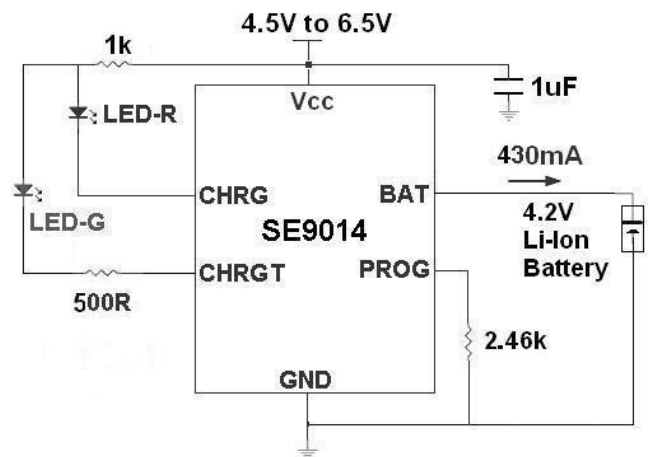 4.5V to 6.5V
1k
Vcc
1uF
LED-R
430mA
CHRG
BAT
LED-G
SE9014
4.2V
Li-Ion
Battery
CHRGT
PROG
500R
2.46k
GND